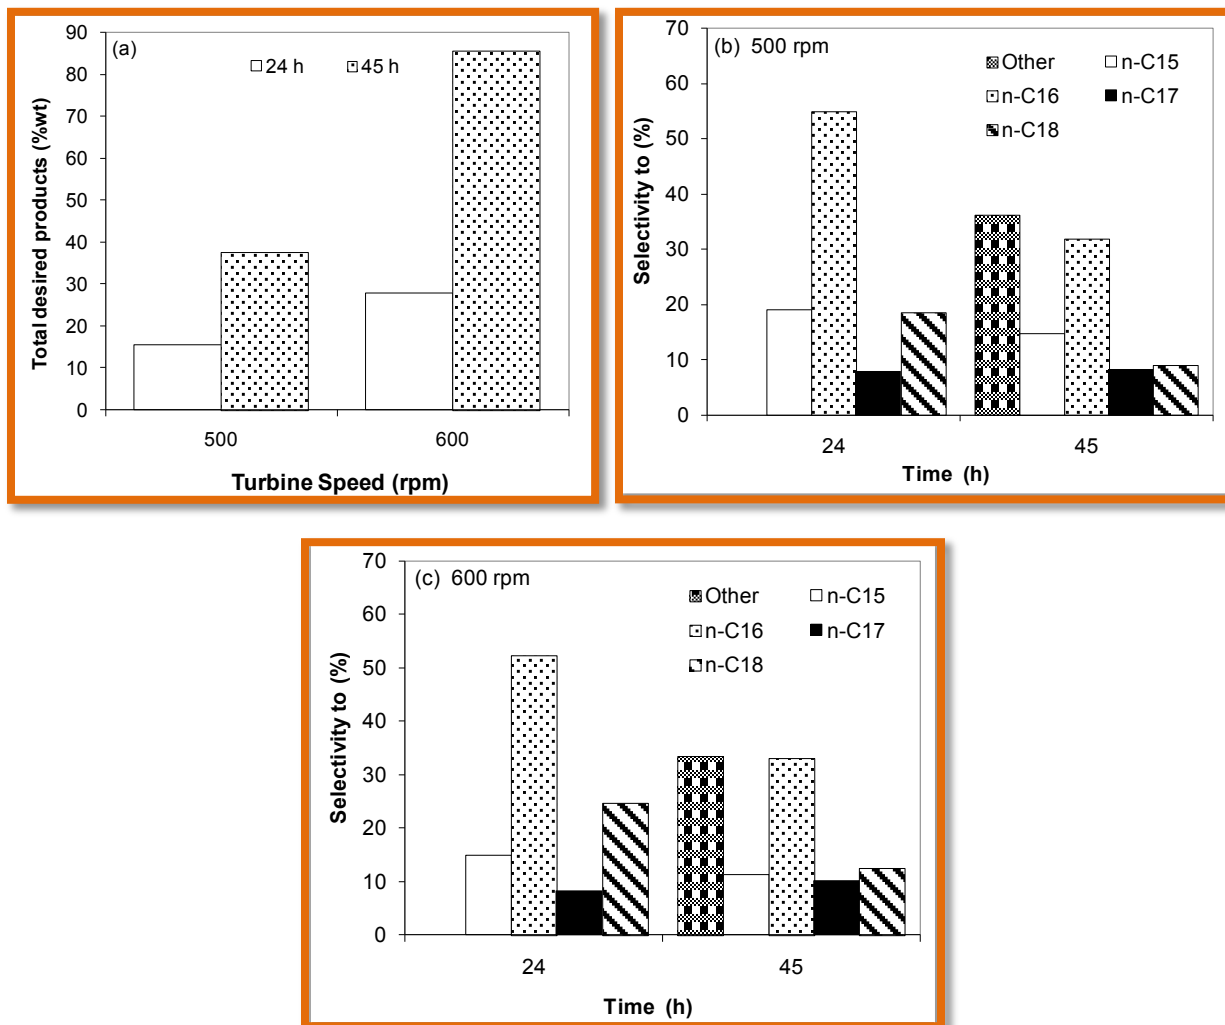 (a)
24 h 45 h
Total desired products (%wt)
90
80
70
60
50
40
30
20
10
0
500 600
Turbine Speed (rpm)
(b) 500 rpm
Other n-C15
n-C16 n-C17
n-C18
Selectivity to (%)
70
60
50
40
30
20
10
0
24 45
Time (h)
(c) 600 rpm
Other n-C15
n-C16 n-C17
n-C18
Selectivity to (%)
70
60
50
40
30
20
10
0
24 45
Time (h)